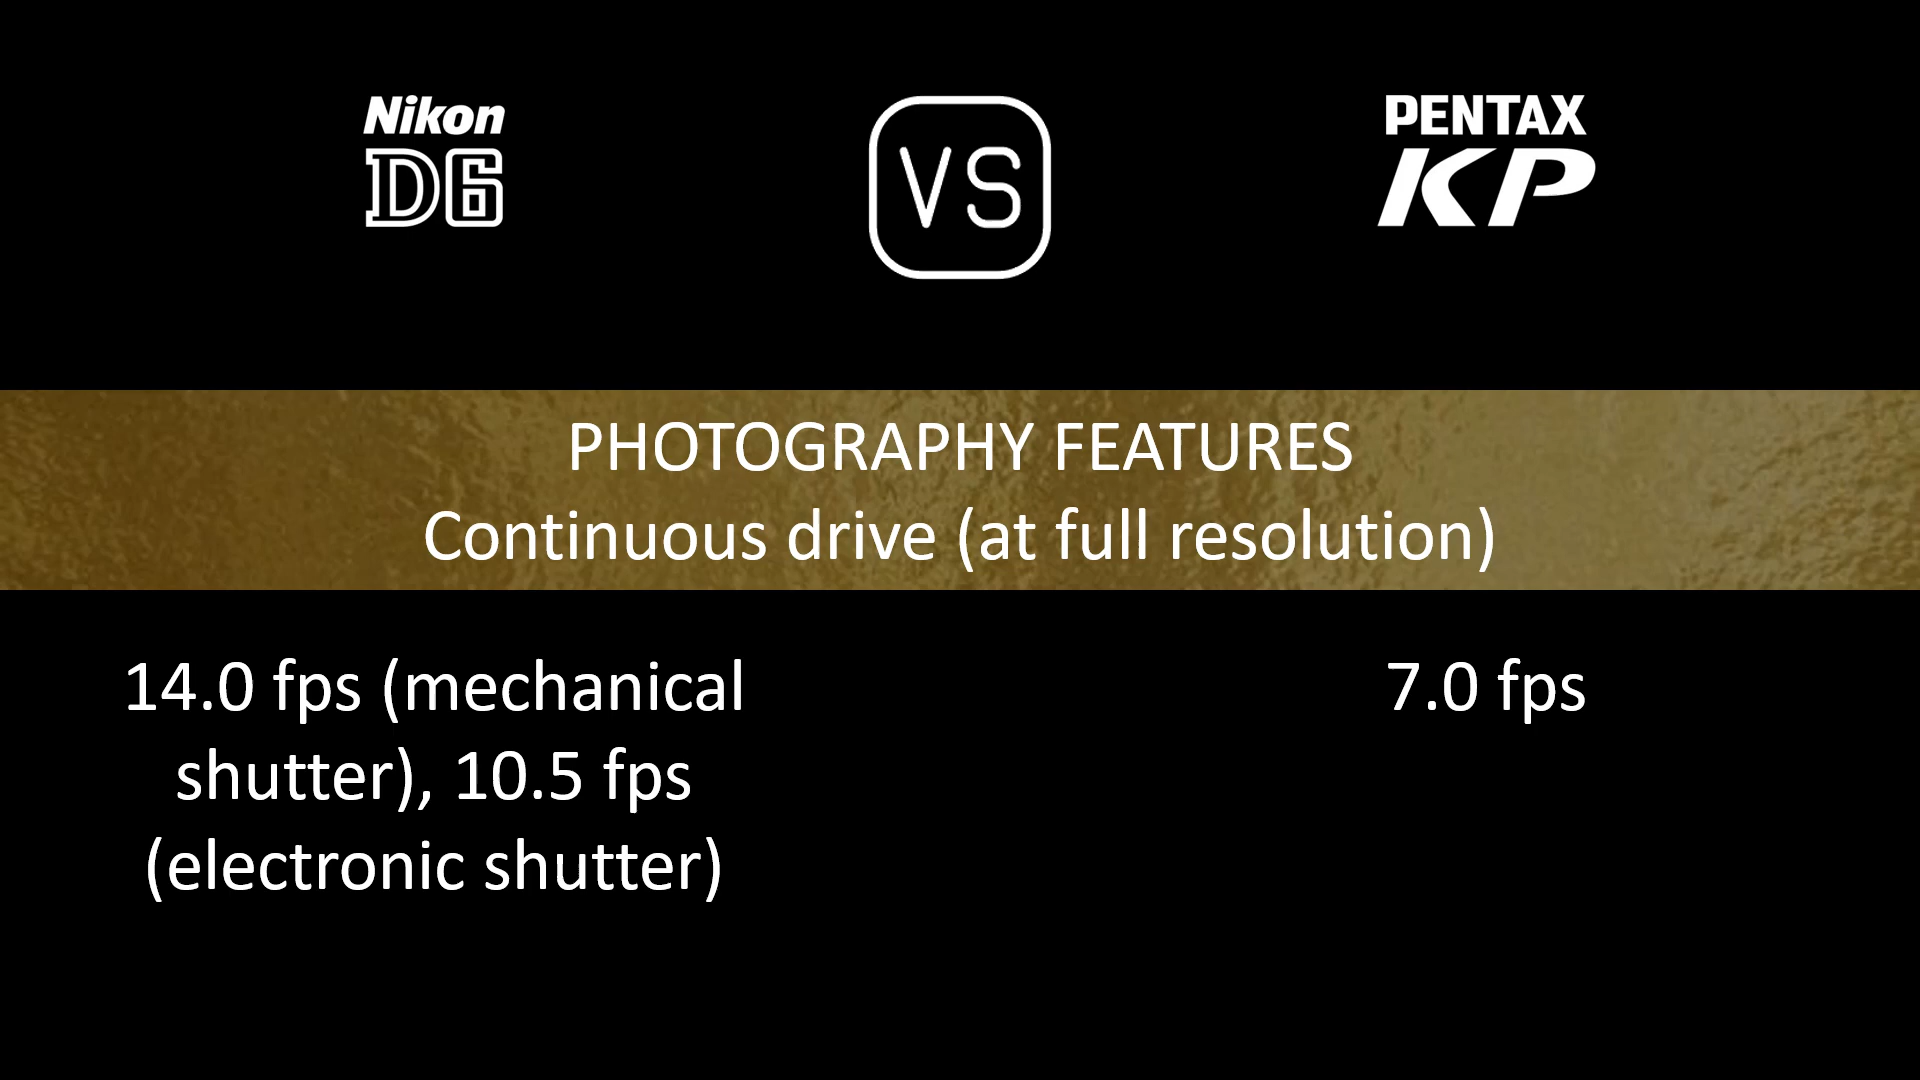 Nikon
D6
VS
PENTAX
KP
PHOTOGRAPHY FEATURES
Continuous drive (at full resolution)
14.0 fps (mechanical
shutter), 10.5 fps
(electronic shutter)
7.0 fps